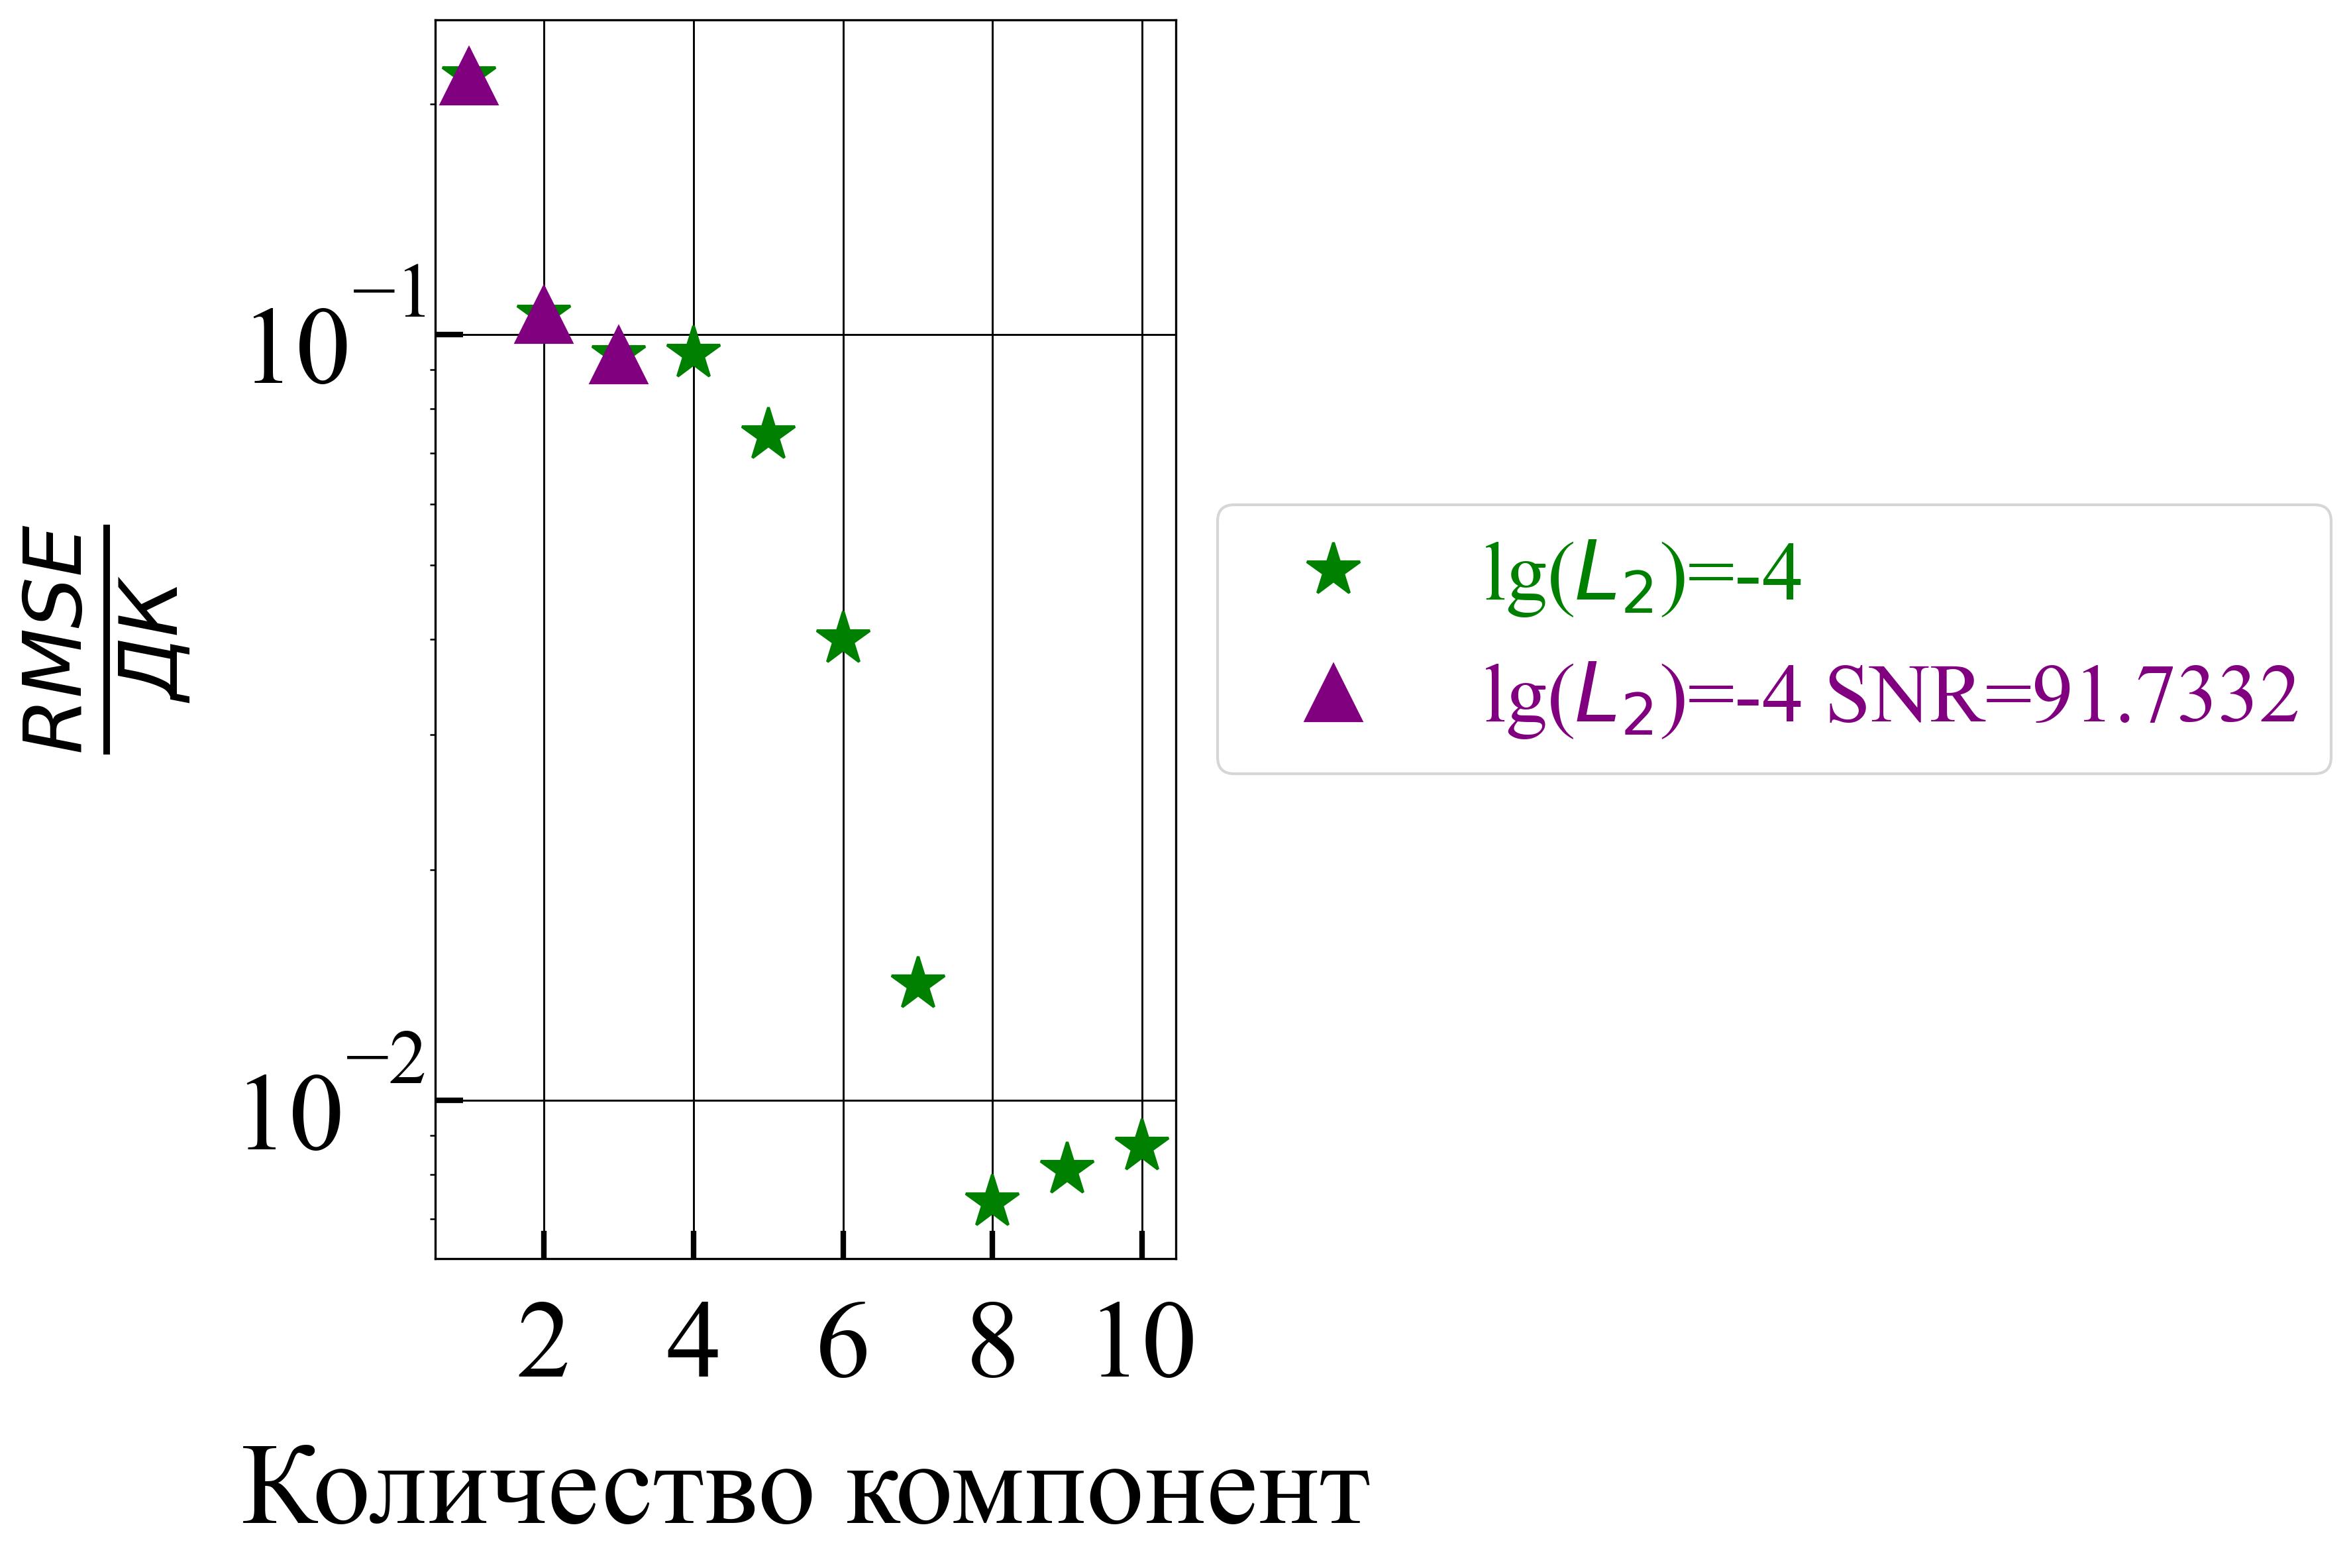 RMSE
ДК
10⁻¹
10⁻²
2 4 6 8 10
Количество компонент
lg(L₂)=-4
lg(L₂)=-4 SNR=91.7332